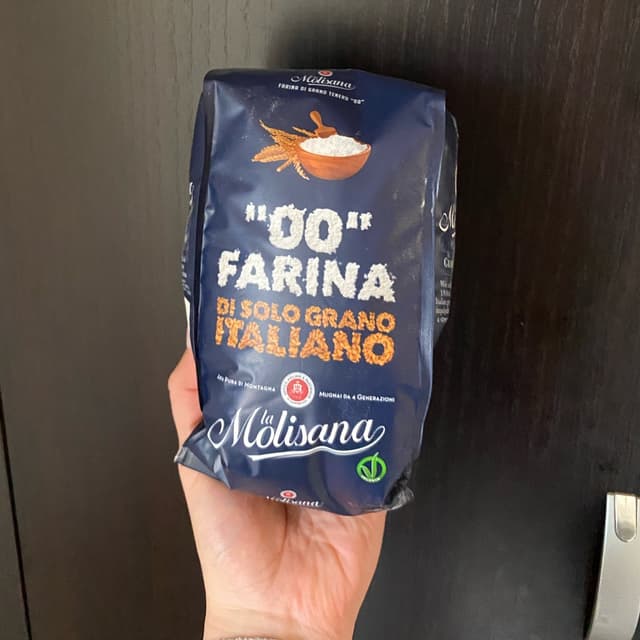 Molisana
FARINA DI GRANO TENERO "00"
"00"
FARINA
DI SOLO GRANO
ITALIANO
MUGNAI DA 4 GENERAZIONI
la
Molisana
la
Molisana